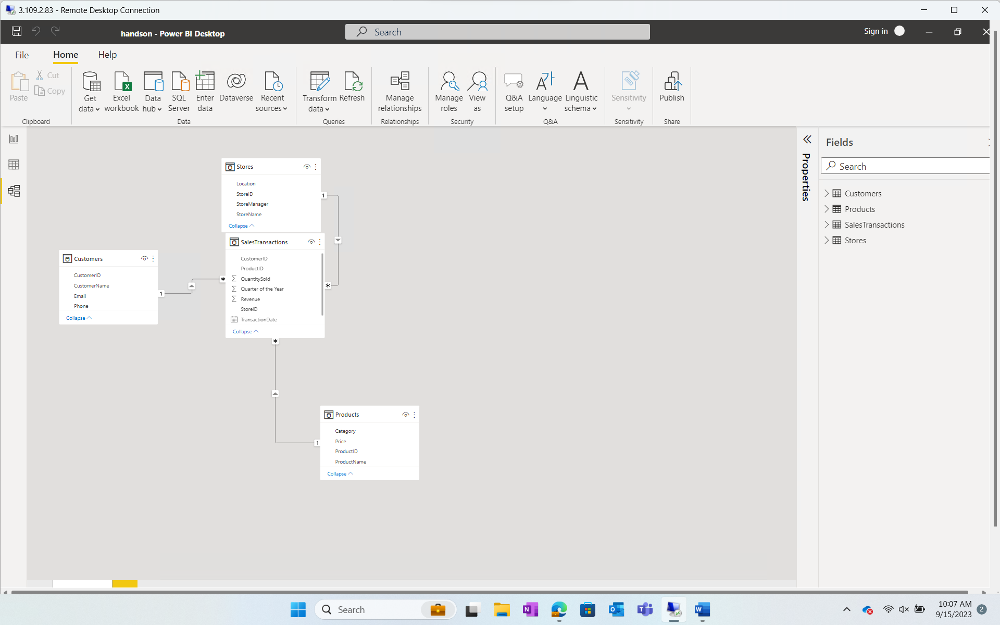 3.109.2.83 - Remote Desktop Connection
handson - Power BI Desktop
Search
Sign in
File
Home
Help
Paste
Cut
Copy
Get data
Excel workbook
Data hub
SQL Server
Enter data
Dataverse
Recent sources
Transform data
Refresh
Manage relationships
Manage roles
View as
Q&A setup
Language
Linguistic schema
Sensitivity
Publish
Clipboard
Data
Queries
Relationships
Security
Q&A
Sensitivity
Share
Stores
Location
StoreID
StoreManager
StoreName
Collapse
1
SalesTransactions
CustomerID
ProductID
QuantitySold
Quarter of the Year
Revenue
StoreID
TransactionDate
Collapse
*
*
*
Customers
CustomerID
CustomerName
Email
Phone
Collapse
1
Products
Category
Price
ProductID
ProductName
Collapse
1
Properties
Fields
Search
Customers
Products
SalesTransactions
Stores
Search
10:07 AM
9/15/2023
2